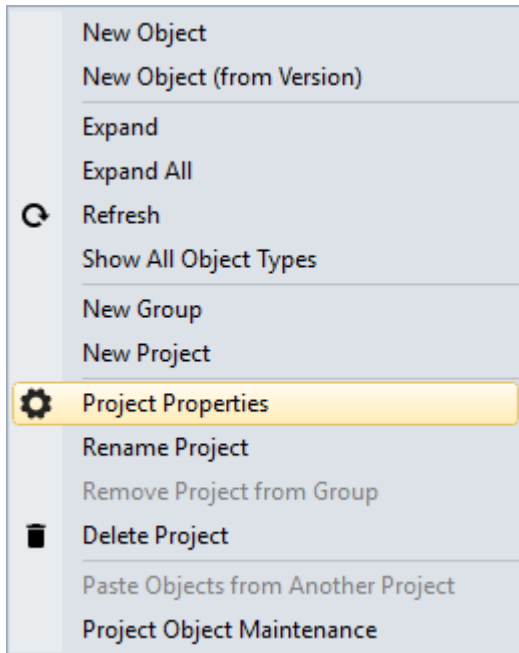 New Object
New Object (from Version)
Expand
Expand All
Refresh
Show All Object Types
New Group
New Project
Project Properties
Rename Project
Remove Project from Group
Delete Project
Paste Objects from Another Project
Project Object Maintenance